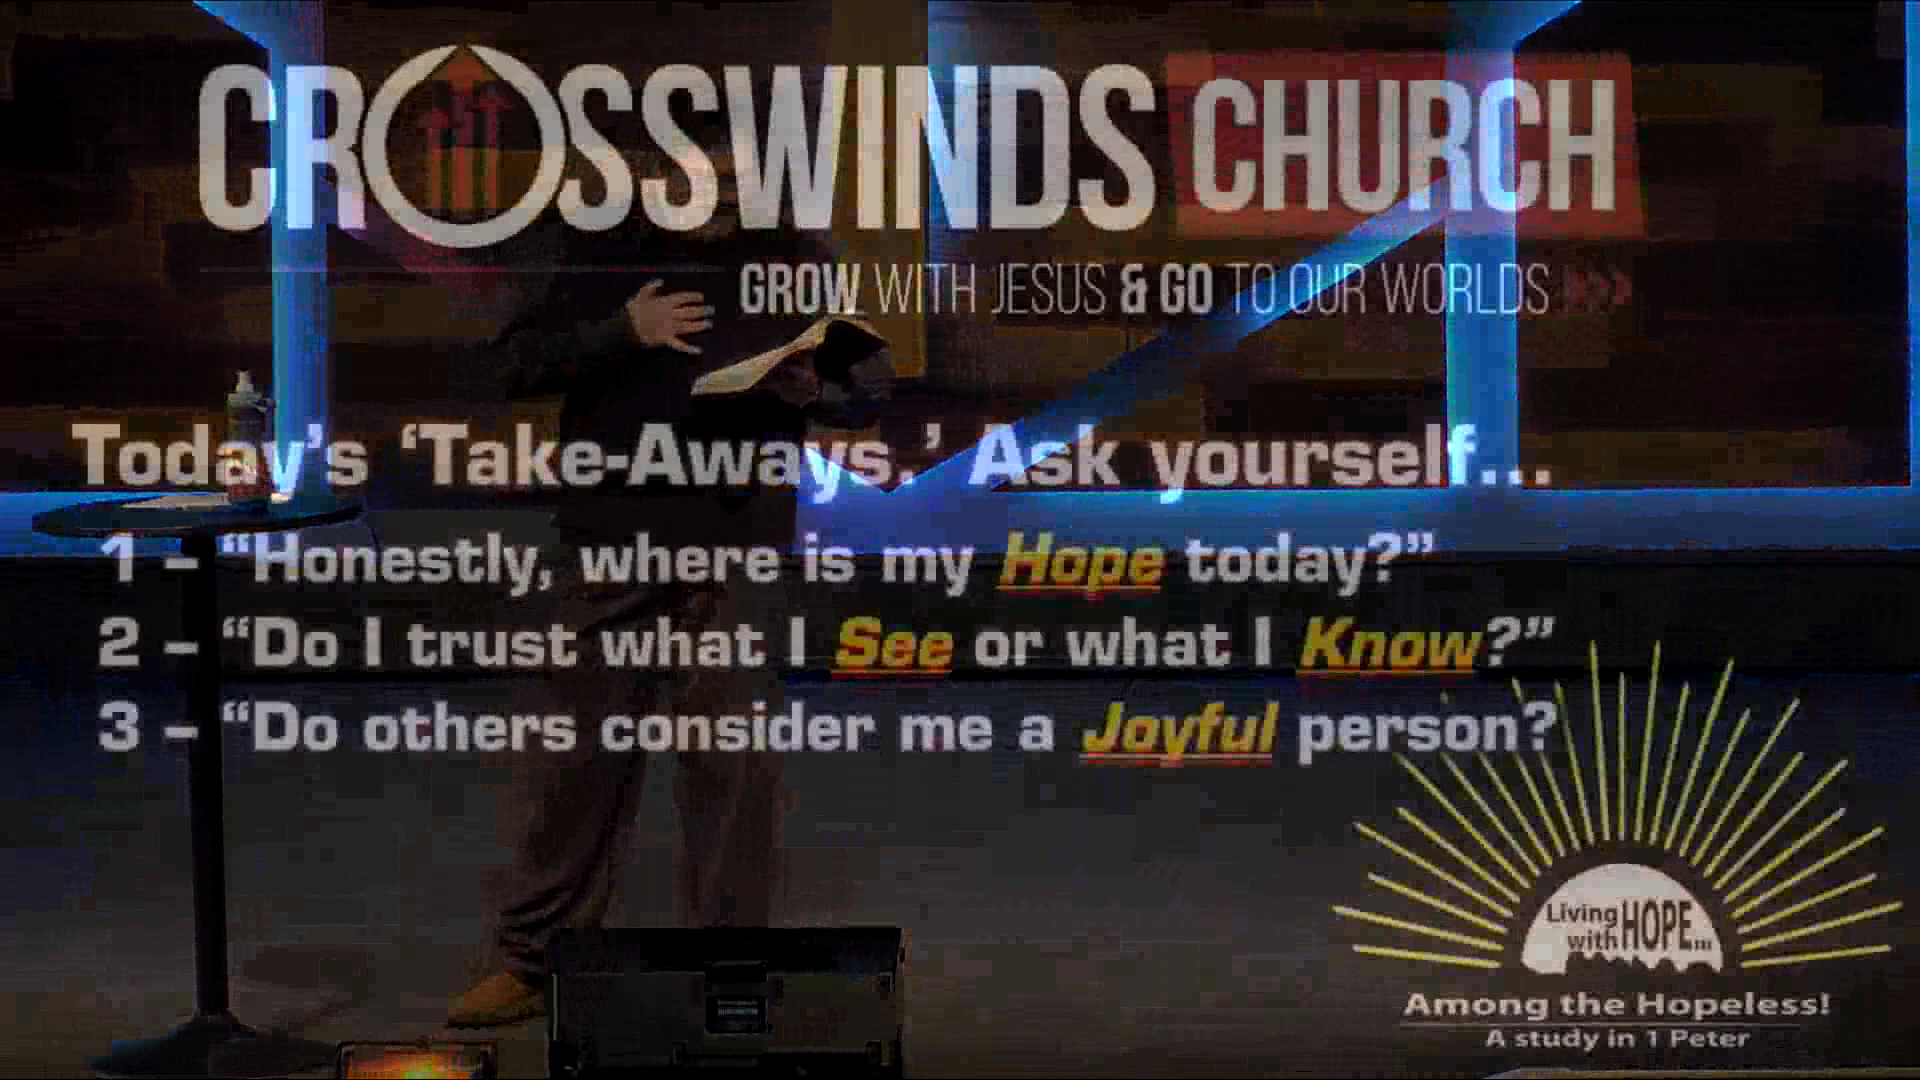 CROSSWINDS CHURCH
GROW WITH JESUS & GO TO OUR WORLDS
Today's ‘Take-Aways.’ Ask yourself...
1 – “Honestly, where is my Hope today?”
2 – “Do I trust what I See or what I Know?”
3 – “Do others consider me a Joyful person?
Living
with HOPE...
Among the Hopeless!
A study in 1 Peter